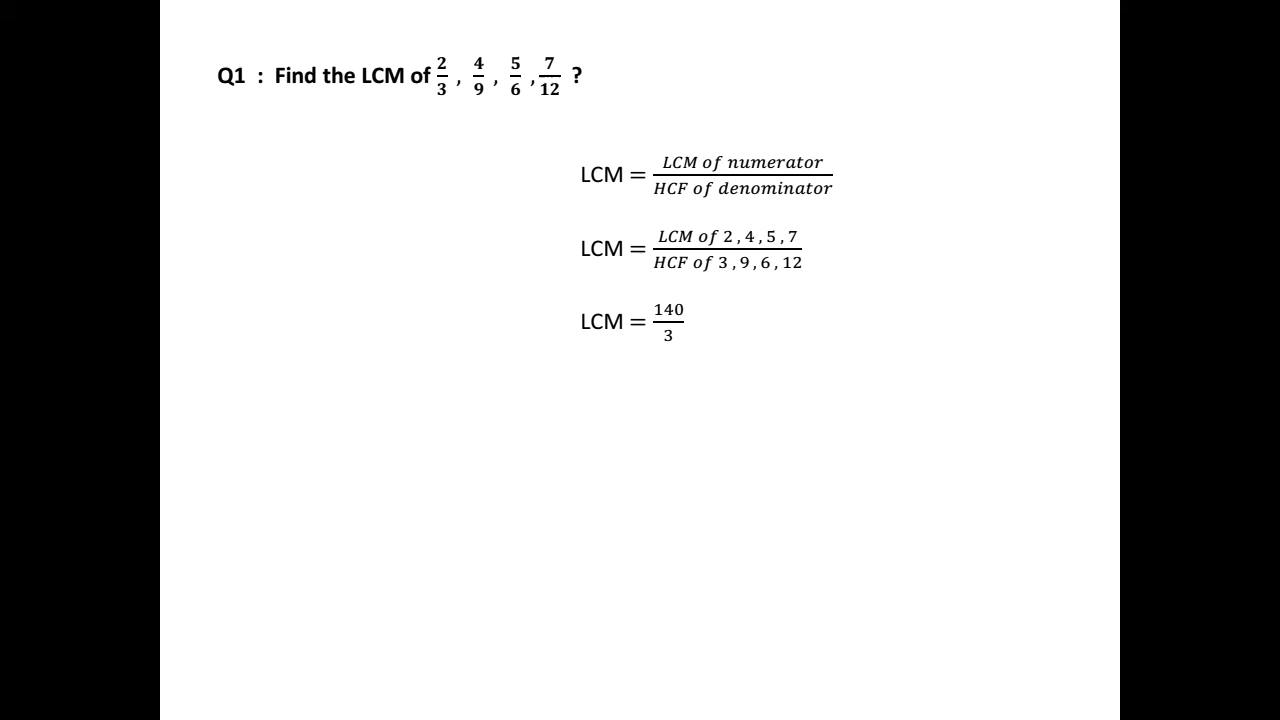 Q1 : Find the LCM of 2/3 , 4/9 , 5/6 , 7/12 ?
LCM = LCM of numerator / HCF of denominator
LCM = LCM of 2 , 4 , 5 , 7 / HCF of 3 , 9 , 6 , 12
LCM = 140 / 3